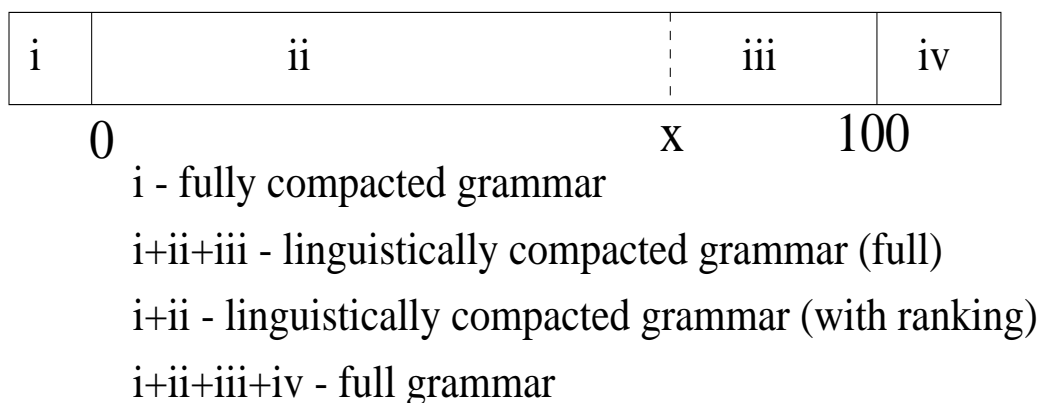 i ii iii iv
0 x 100
i - fully compacted grammar
i+ii+iii - linguistically compacted grammar (full)
i+ii - linguistically compacted grammar (with ranking)
i+ii+iii+iv - full grammar